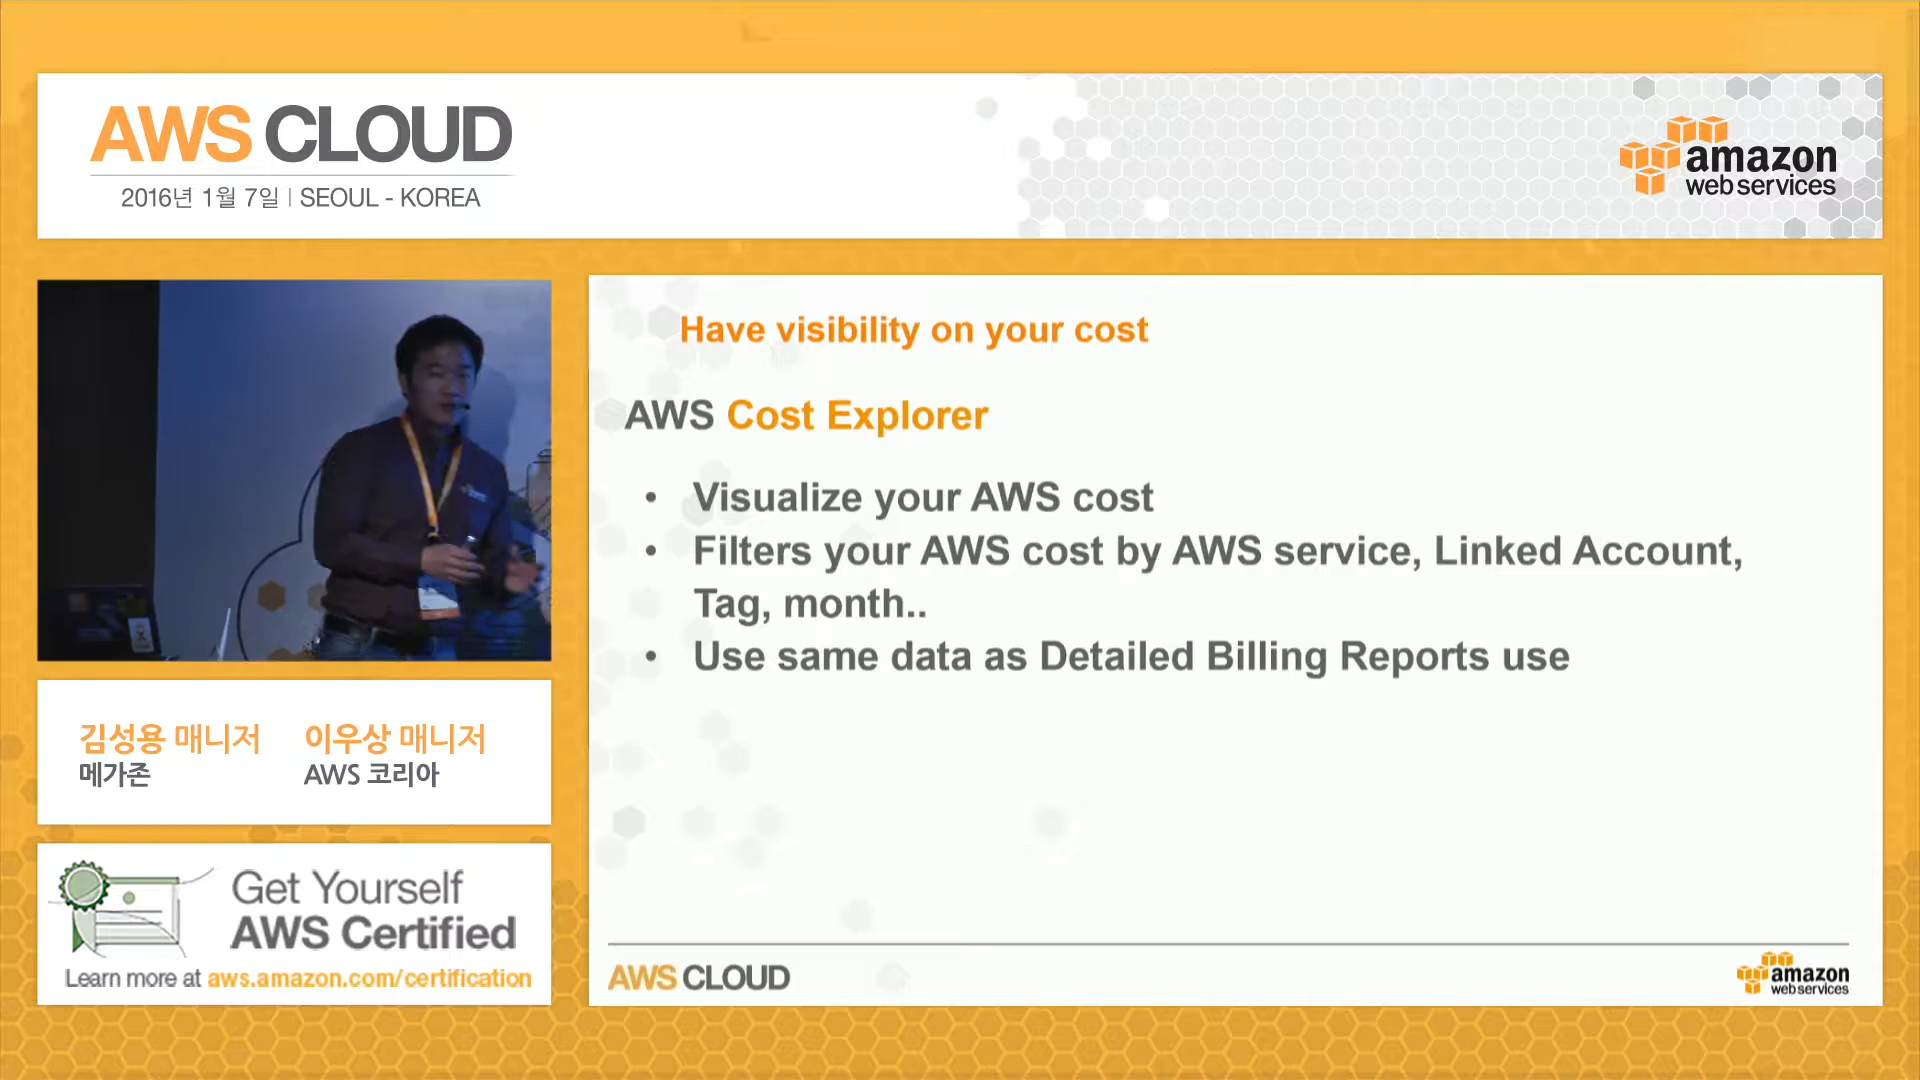 AWS CLOUD
2016년 1월 7일 | SEOUL - KOREA
amazon
web services
Have visibility on your cost
AWS Cost Explorer
• Visualize your AWS cost
• Filters your AWS cost by AWS service, Linked Account,
Tag, month..
• Use same data as Detailed Billing Reports use
김성용 매니저 이우상 매니저
메가존 AWS 코리아
Get Yourself
AWS Certified
Learn more at aws.amazon.com/certification
AWS CLOUD
amazon
web services